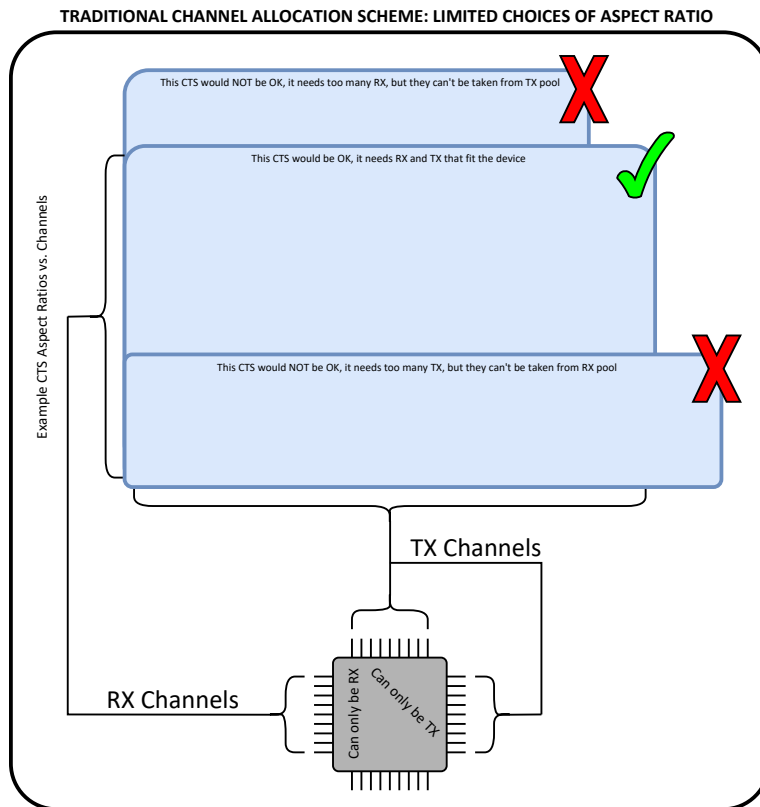 TRADITIONAL CHANNEL ALLOCATION SCHEME: LIMITED CHOICES OF ASPECT RATIO
This CTS would NOT be OK, it needs too many RX, but they can't be taken from TX pool
This CTS would be OK, it needs RX and TX that fit the device
Example CTS Aspect Ratios vs. Channels
This CTS would NOT be OK, it needs too many TX, but they can't be taken from RX pool
TX Channels
RX Channels
Can only be RX
Can only be TX